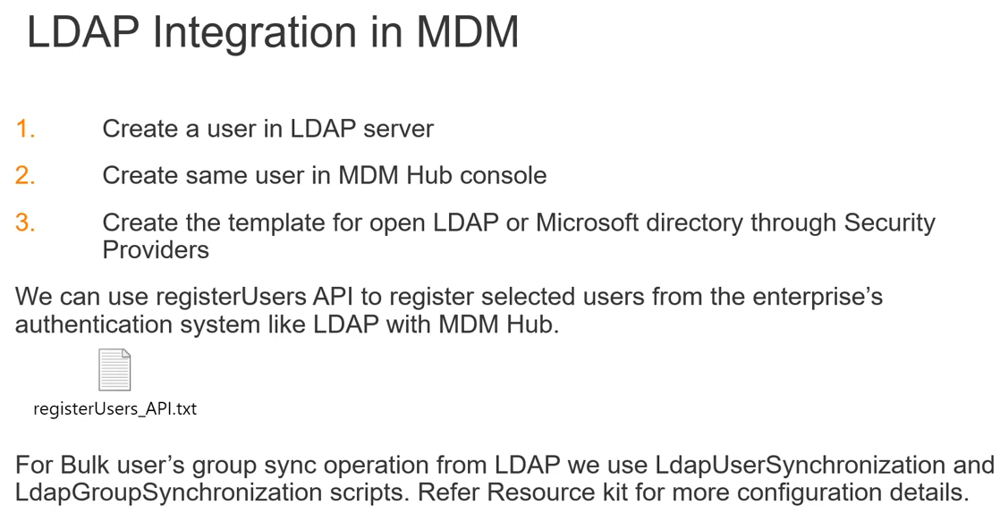 LDAP Integration in MDM
1. Create a user in LDAP server
2. Create same user in MDM Hub console
3. Create the template for open LDAP or Microsoft directory through Security
Providers
We can use registerUsers API to register selected users from the enterprise’s
authentication system like LDAP with MDM Hub.
registerUsers_API.txt
For Bulk user’s group sync operation from LDAP we use LdapUserSynchronization and
LdapGroupSynchronization scripts. Refer Resource kit for more configuration details.